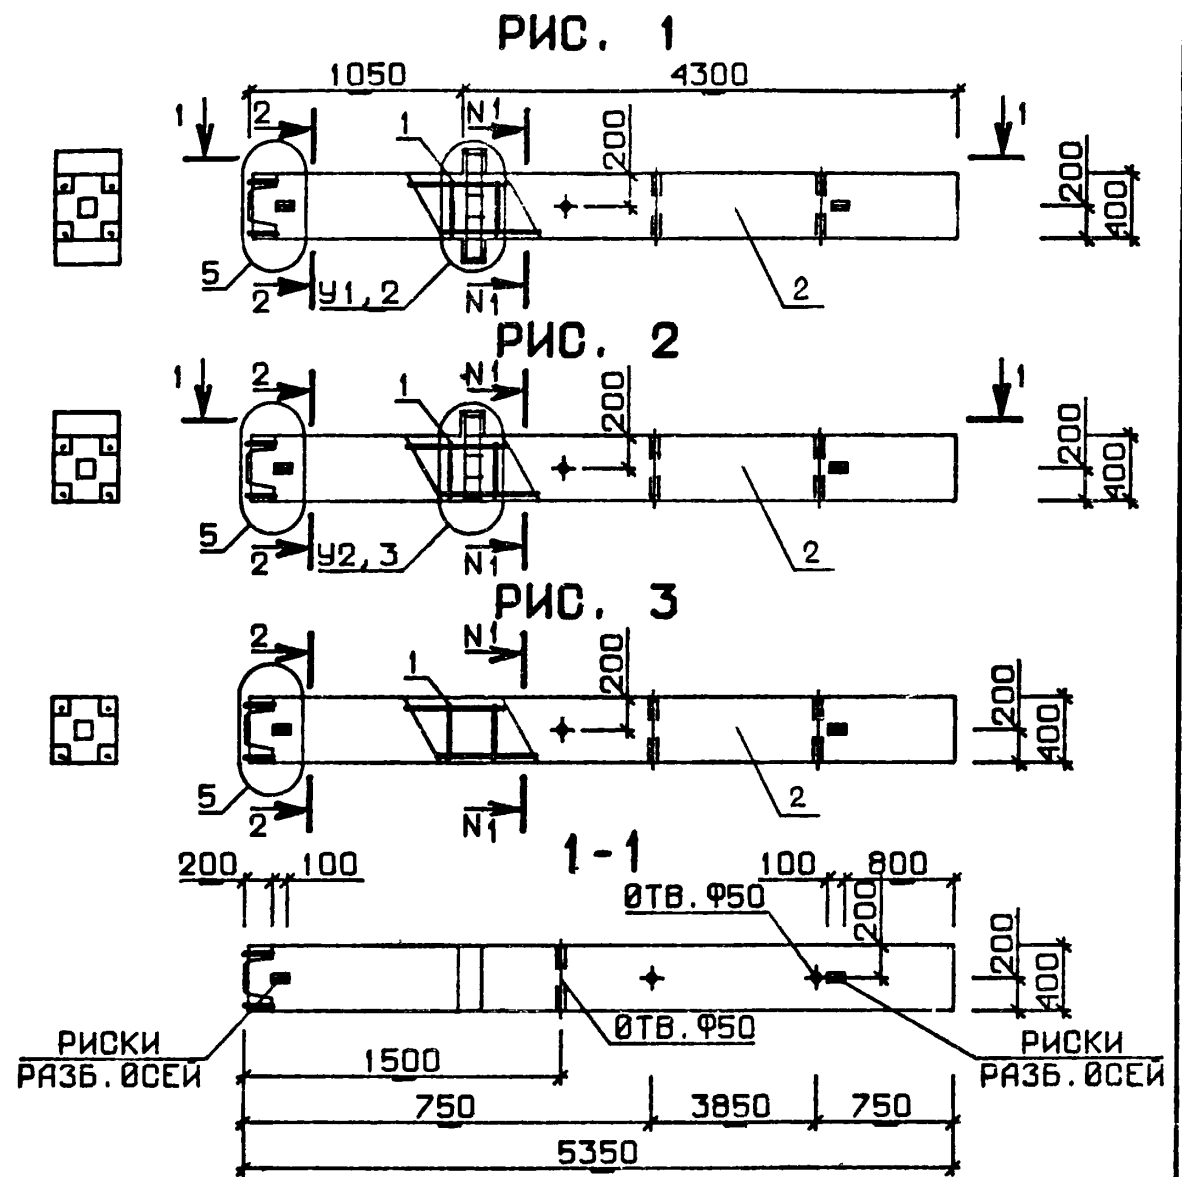 РИС. 1
1050 4300
1 2 1 N1 200 1
200
400
5
2 У1,2 N1 2
РИС. 2
1 2 1 N1 200 1
200
400
5
2 У2,3 N1 2
РИС. 3
2 1 N1 200
200
400
5
2 N1 2
1-1
200 100 100 800
ОТВ. Ф50 200
200
400
РИСКИ ОТВ. Ф50 РИСКИ
РАЗБ. ОСЕЙ РАЗБ. ОСЕЙ
1500
750 3850 750
5350